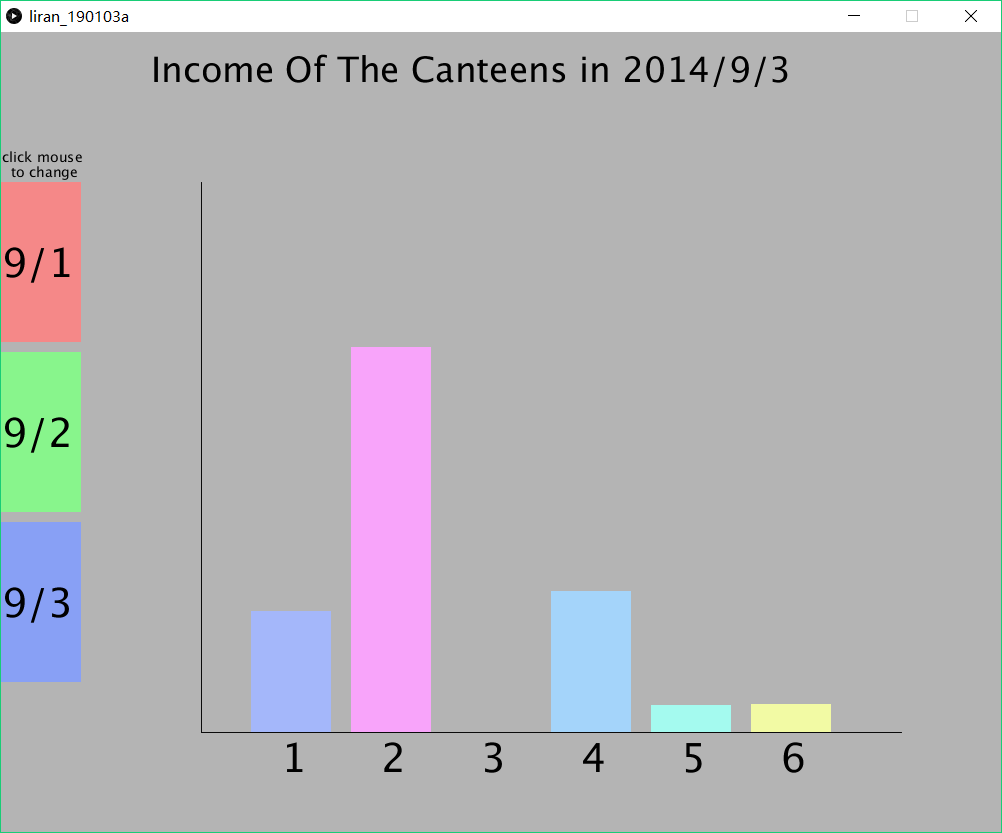 liran_190103a
Income Of The Canteens in 2014/9/3
click mouse
to change
9/1
9/2
9/3
1 2 3 4 5 6